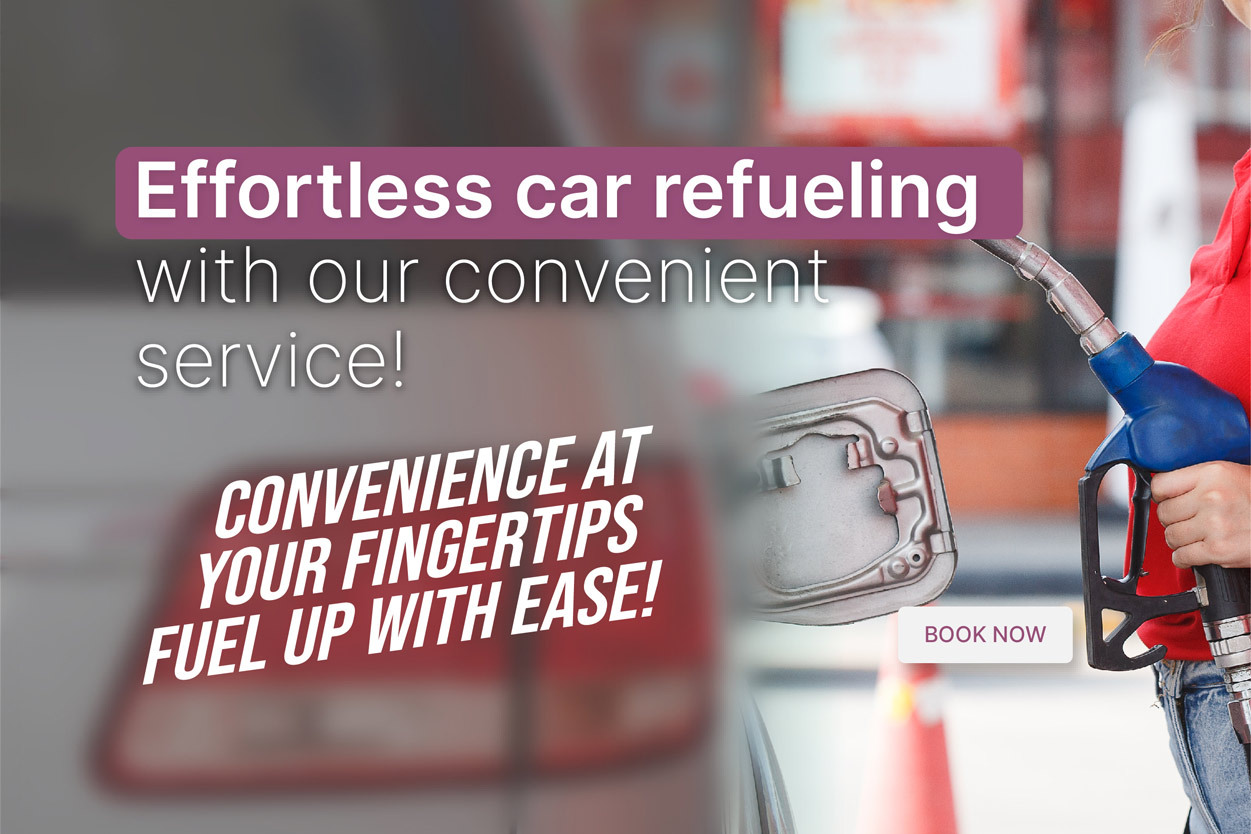 Effortless car refueling
with our convenient
service!
CONVENIENCE AT
YOUR FINGERTIPS
FUEL UP WITH EASE!
BOOK NOW